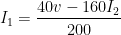 I_1 = \frac{40v - 160I_2}{200}